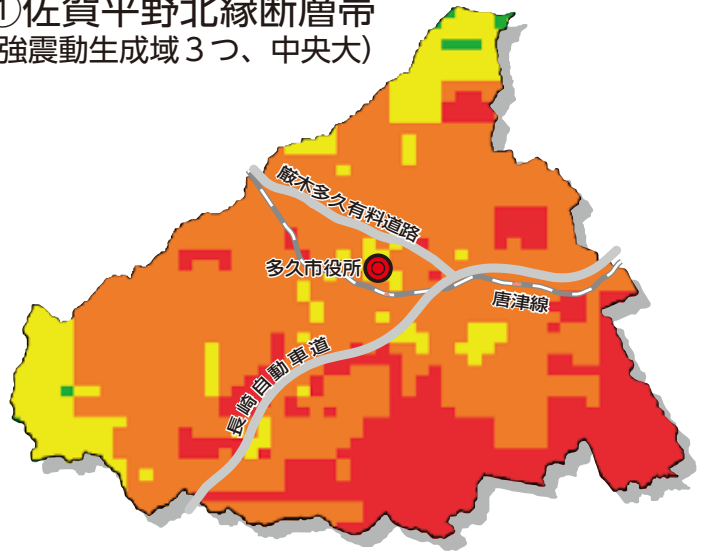 ①佐賀平野北縁断層帯
強震動生成域３つ、中央大）
厳木多久有料道路
多久市役所
唐津線
長崎自動車道